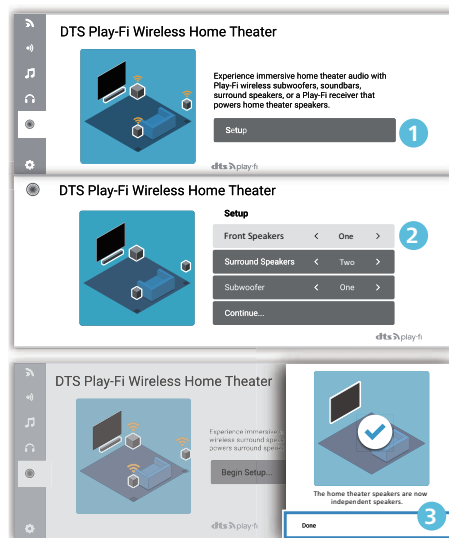 DTS Play-Fi Wireless Home Theater
Experience immersive home theater audio with
Play-Fi wireless subwoofers, soundbars,
surround speakers, or a Play-Fi receiver that
powers home theater speakers.
Setup
1
dts play-fi
DTS Play-Fi Wireless Home Theater
Setup
Front Speakers < One >
2
Surround Speakers < Two >
Subwoofer < One >
Continue...
dts play-fi
DTS Play-Fi Wireless Home Theater
Experience immersive
wireless surround
powers surround
Begin Setup...
dts play-fi
The home theater speakers are now
independent speakers.
Done
3